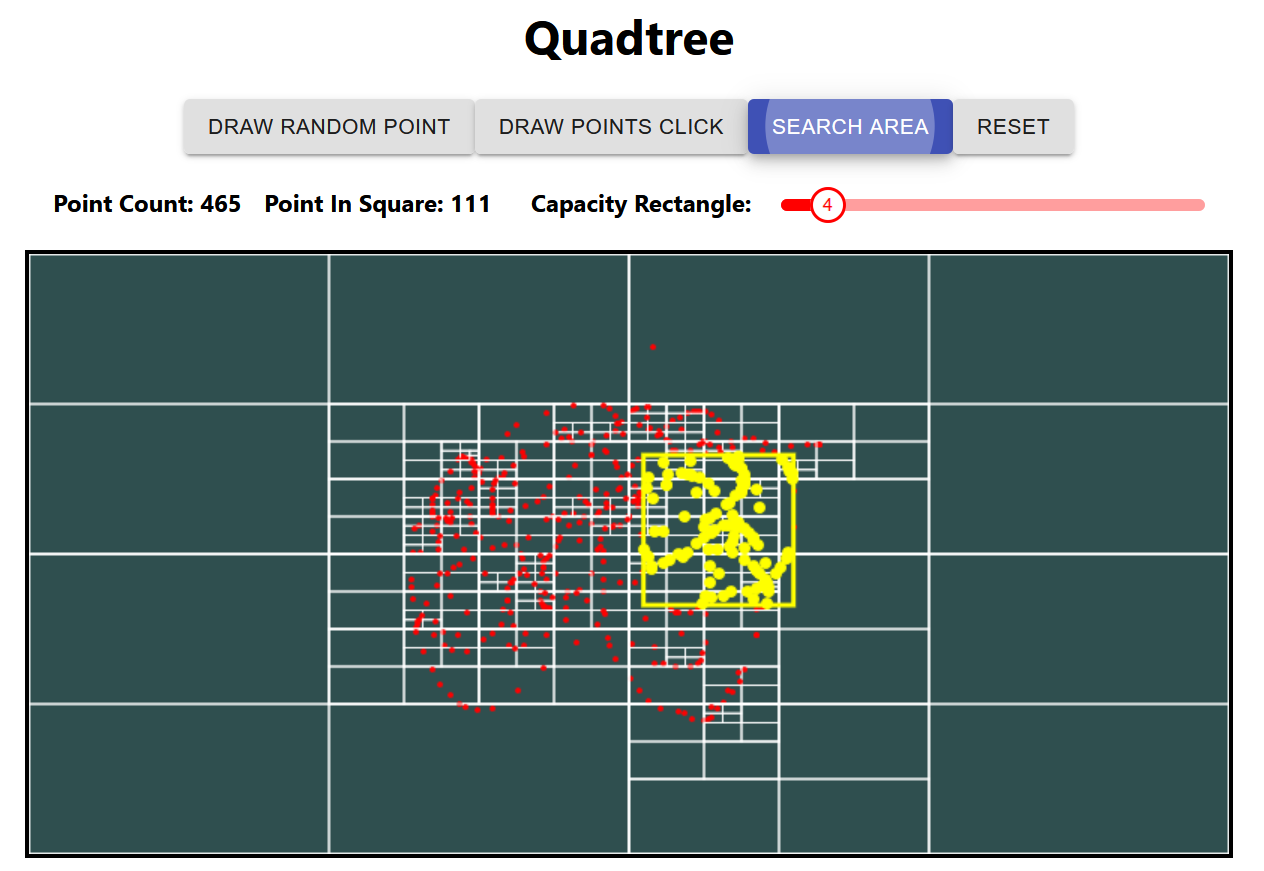 Quadtree
DRAW RANDOM POINT DRAW POINTS CLICK SEARCH AREA RESET
Point Count: 465 Point In Square: 111 Capacity Rectangle: 4